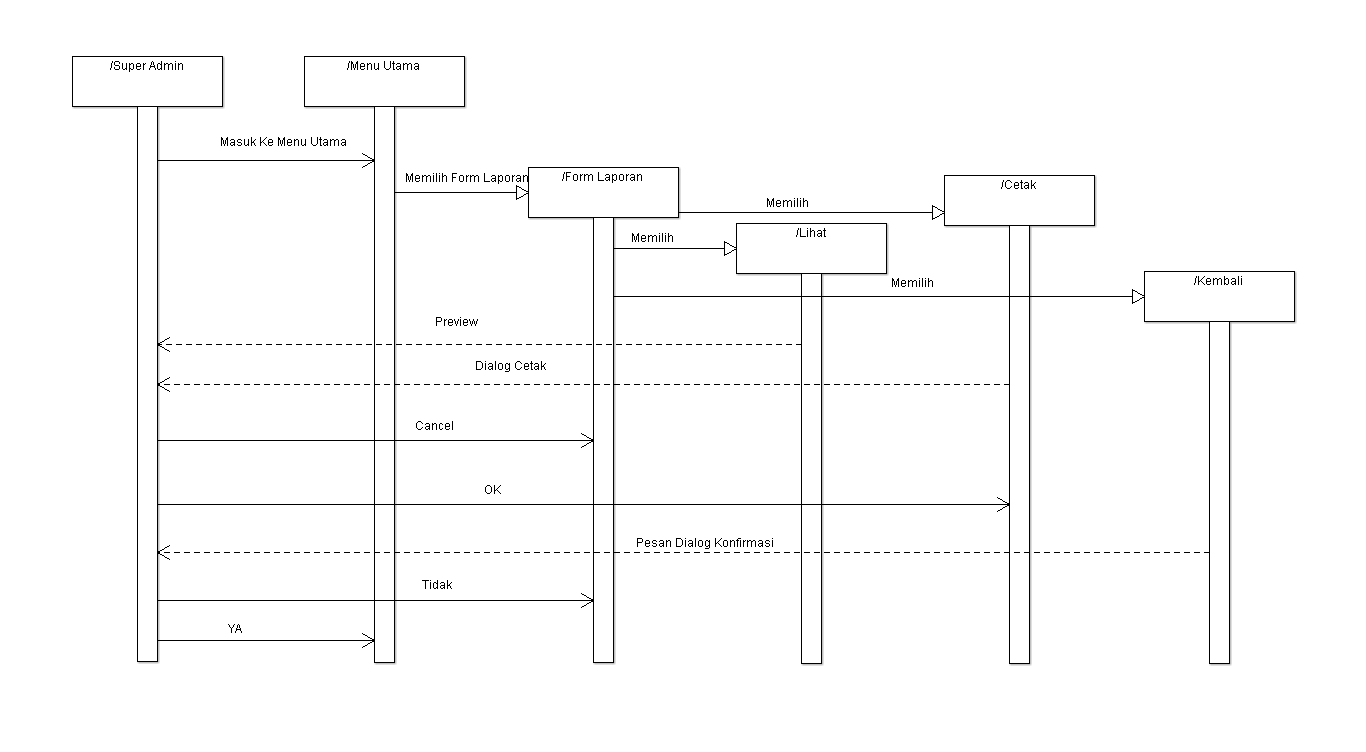 /Super Admin
/Menu Utama
Masuk Ke Menu Utama
Memilih Form Laporan
/Form Laporan
/Cetak
Memilih
/Lihat
Memilih
/Kembali
Memilih
Preview
Dialog Cetak
Cancel
OK
Pesan Dialog Konfirmasi
Tidak
YA